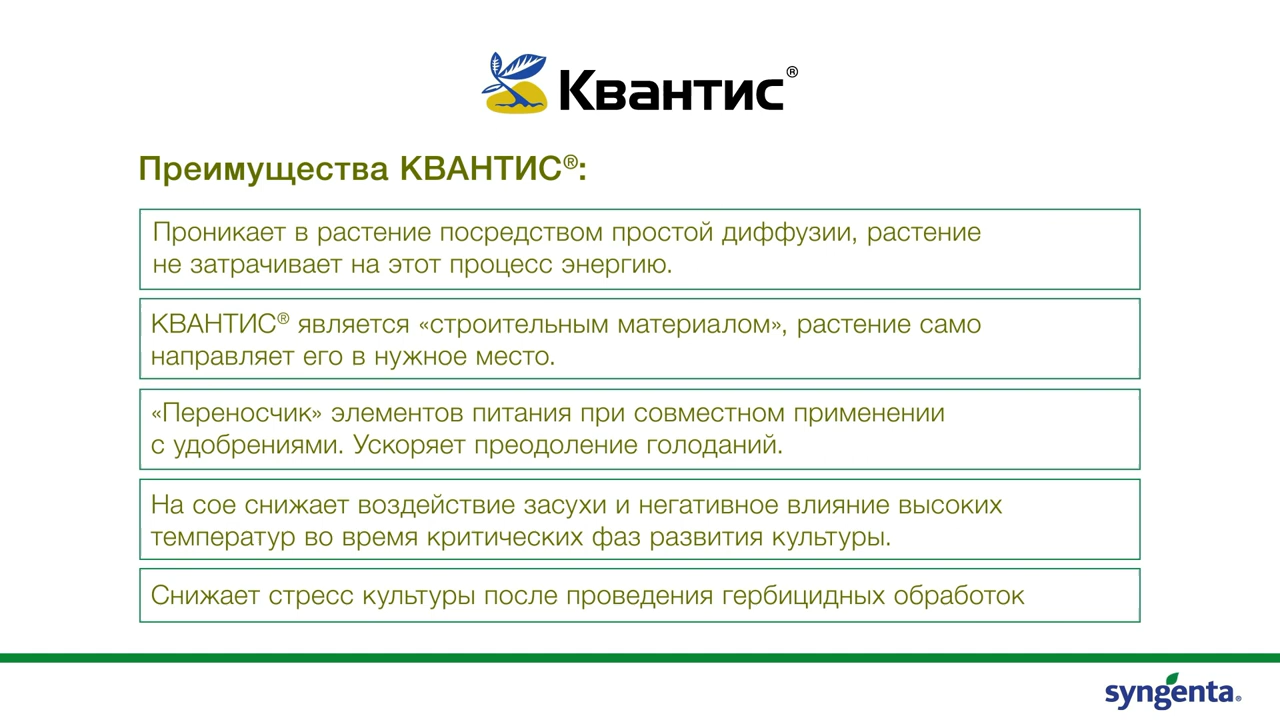 Квантис®
Преимущества КВАНТИС®:
Проникает в растение посредством простой диффузии, растение
не затрачивает на этот процесс энергию.
КВАНТИС® является «строительным материалом», растение само
направляет его в нужное место.
«Переносчик» элементов питания при совместном применении
с удобрениями. Ускоряет преодоление голоданий.
На сое снижает воздействие засухи и негативное влияние высоких
температур во время критических фаз развития культуры.
Снижает стресс культуры после проведения гербицидных обработок
syngenta®